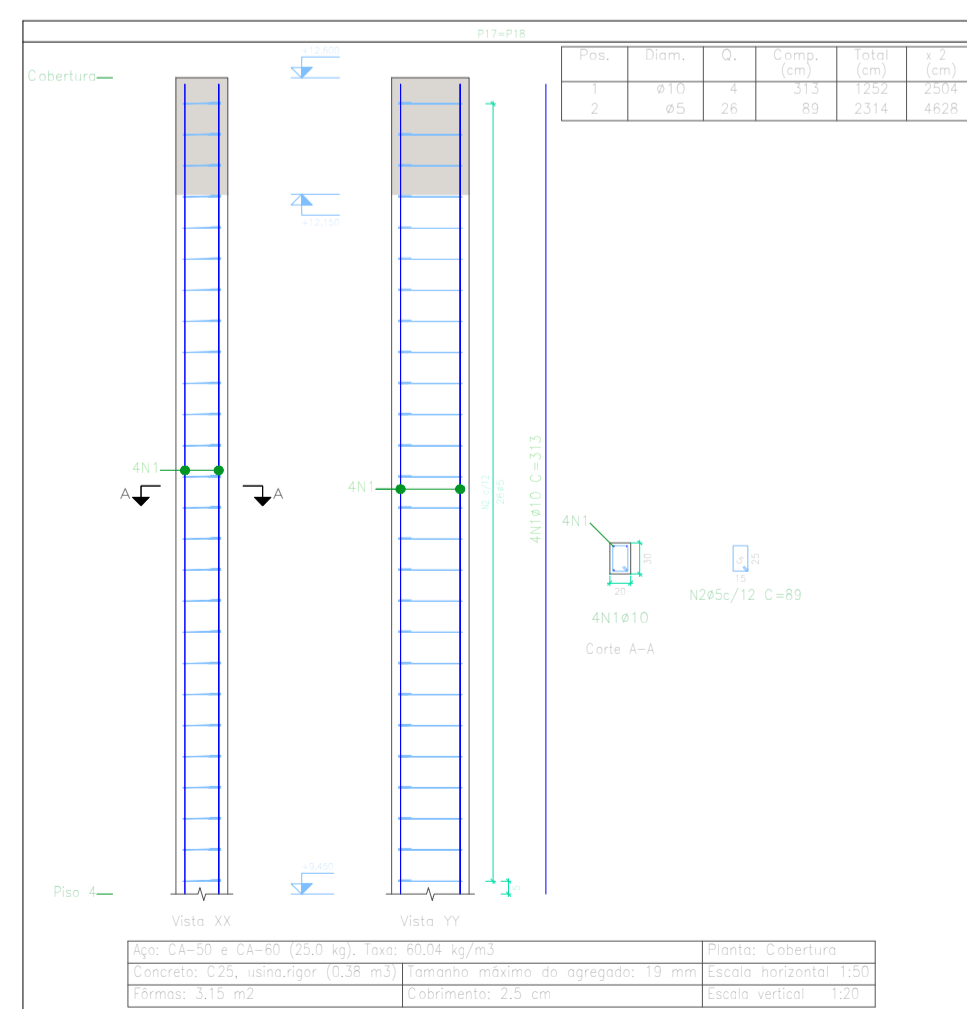 P17=P18
Pos. Diam. Q. Comp. (cm) Total (cm) x 2 (cm)
1 ø10 4 313 1252 2504
2 ø5 26 89 2314 4628
+12,600
Cobertura
+12,150
4N1
A A
4N1
26ø5
4N1ø10 C=313
4N1
30
20
4N1ø10
Corte A-A
25
15
N2ø5c/12 C=89
+9,450
Piso 4
5
Vista XX
Vista YY
Aço: CA-50 e CA-60 (25.0 kg). Taxa: 60.04 kg/m3 Planta: Cobertura
Concreto: C25, usina.rigor (0.38 m3) Tamanho máximo do agregado: 19 mm Escala horizontal 1:50
Fôrmas: 3.15 m2 Cobrimento: 2.5 cm Escala vertical 1:20